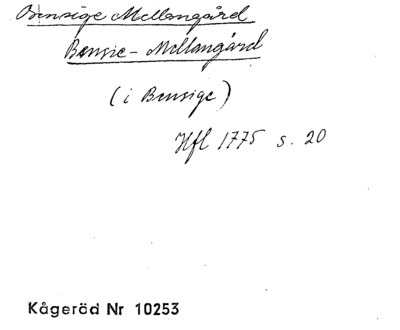 Bensige Mellangård
Bensie - Mellangård
(i Bensige)
Hfl 1775 s. 20
Kågeröd Nr 10253